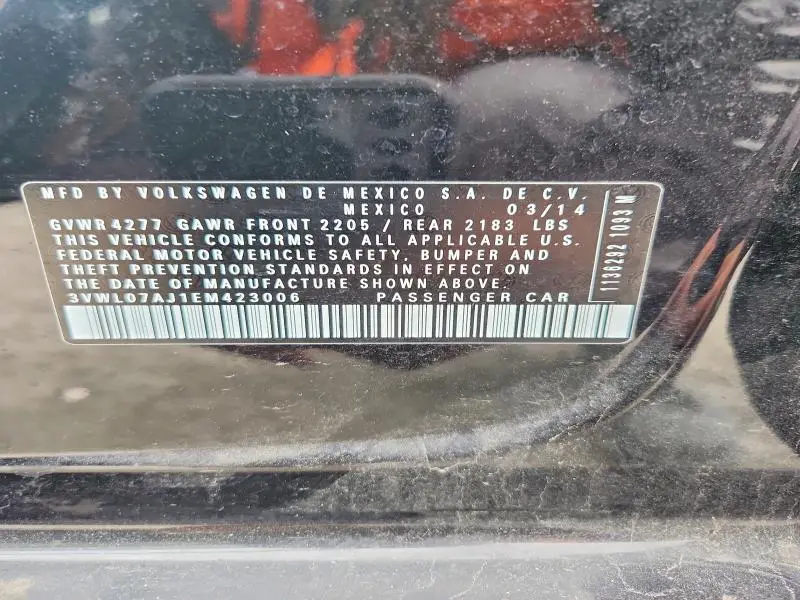 MFD BY VOLKSWAGEN DE MEXICO S.A. DE C.V.
MEXICO 03/14
GVWR 4277 GAWR FRONT 2205 / REAR 2183 LBS
THIS VEHICLE CONFORMS TO ALL APPLICABLE U.S.
FEDERAL MOTOR VEHICLE SAFETY, BUMPER AND
THEFT PREVENTION STANDARDS IN EFFECT ON
THE DATE OF MANUFACTURE SHOWN ABOVE.
3VWL07AJ1EM423006 PASSENGER CAR
1136292 1093 M